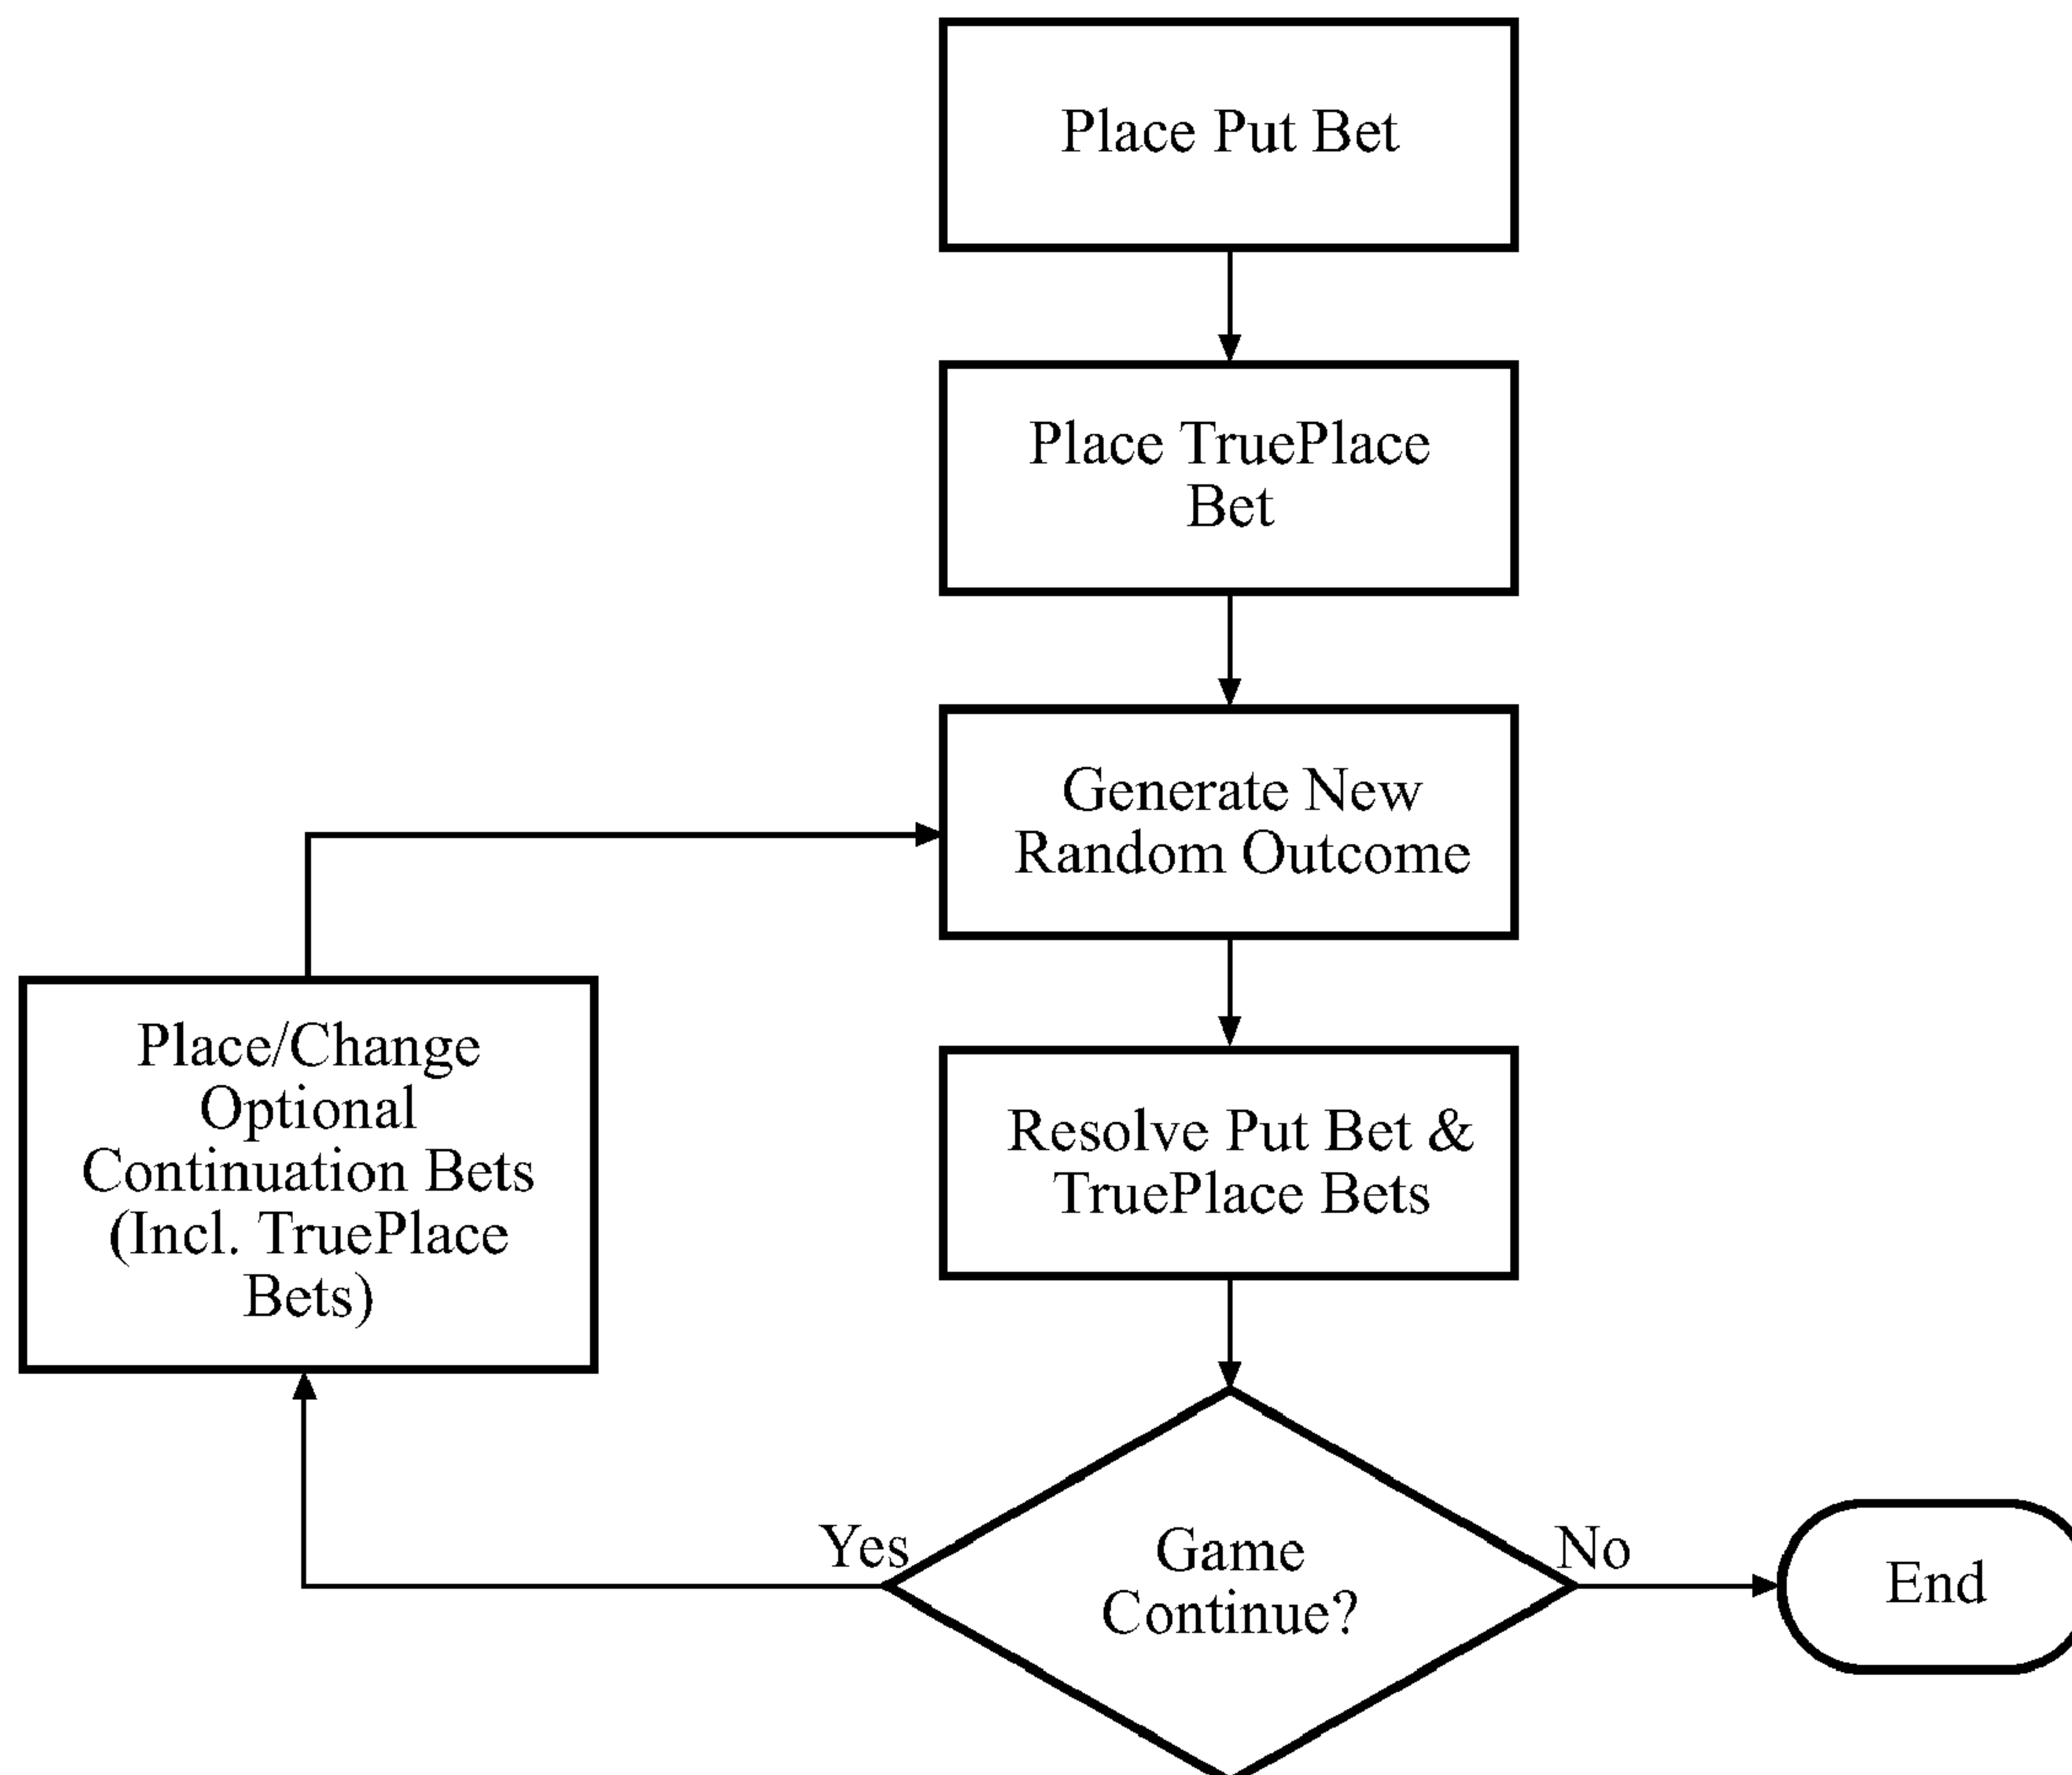 Place Put Bet
Place TruePlace
Bet
Generate New
Random Outcome
Place/Change
Optional
Continuation Bets
(Incl. TruePlace
Bets)
Resolve Put Bet &
TruePlace Bets
Yes
Game
Continue?
No
End